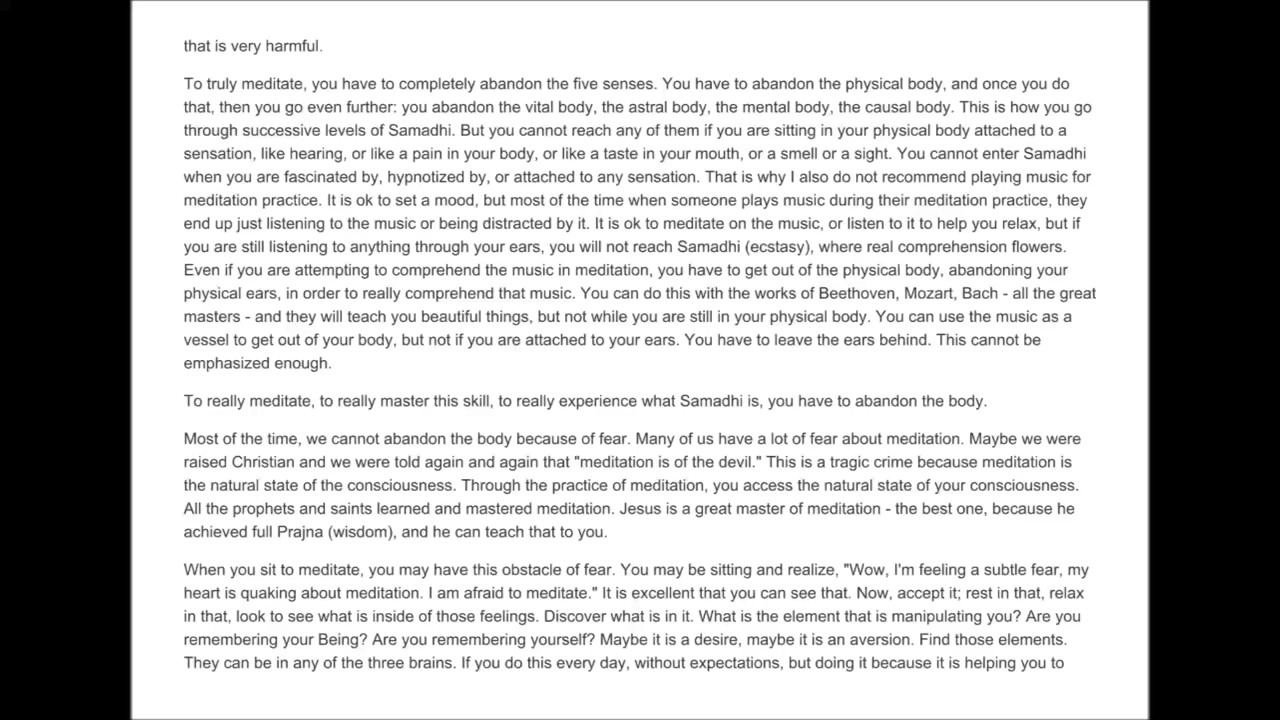 that is very harmful.
To truly meditate, you have to completely abandon the five senses. You have to abandon the physical body, and once you do
that, then you go even further: you abandon the vital body, the astral body, the mental body, the causal body. This is how you go
through successive levels of Samadhi. But you cannot reach any of them if you are sitting in your physical body attached to a
sensation, like hearing, or like a pain in your body, or like a taste in your mouth, or a smell or a sight. You cannot enter Samadhi
when you are fascinated by, hypnotized by, or attached to any sensation. That is why I also do not recommend playing music for
meditation practice. It is ok to set a mood, but most of the time when someone plays music during their meditation practice, they
end up just listening to the music or being distracted by it. It is ok to meditate on the music, or listen to it to help you relax, but if
you are still listening to anything through your ears, you will not reach Samadhi (ecstasy), where real comprehension flowers.
Even if you are attempting to comprehend the music in meditation, you have to get out of the physical body, abandoning your
physical ears, in order to really comprehend that music. You can do this with the works of Beethoven, Mozart, Bach - all the great
masters - and they will teach you beautiful things, but not while you are still in your physical body. You can use the music as a
vessel to get out of your body, but not if you are attached to your ears. You have to leave the ears behind. This cannot be
emphasized enough.
To really meditate, to really master this skill, to really experience what Samadhi is, you have to abandon the body.
Most of the time, we cannot abandon the body because of fear. Many of us have a lot of fear about meditation. Maybe we were
raised Christian and we were told again and again that "meditation is of the devil." This is a tragic crime because meditation is
the natural state of the consciousness. Through the practice of meditation, you access the natural state of your consciousness.
All the prophets and saints learned and mastered meditation. Jesus is a great master of meditation - the best one, because he
achieved full Prajna (wisdom), and he can teach that to you.
When you sit to meditate, you may have this obstacle of fear. You may be sitting and realize, "Wow, I'm feeling a subtle fear, my
heart is quaking about meditation. I am afraid to meditate." It is excellent that you can see that. Now, accept it; rest in that, relax
in that, look to see what is inside of those feelings. Discover what is in it. What is the element that is manipulating you? Are you
remembering your Being? Are you remembering yourself? Maybe it is a desire, maybe it is an aversion. Find those elements.
They can be in any of the three brains. If you do this every day, without expectations, but doing it because it is helping you to